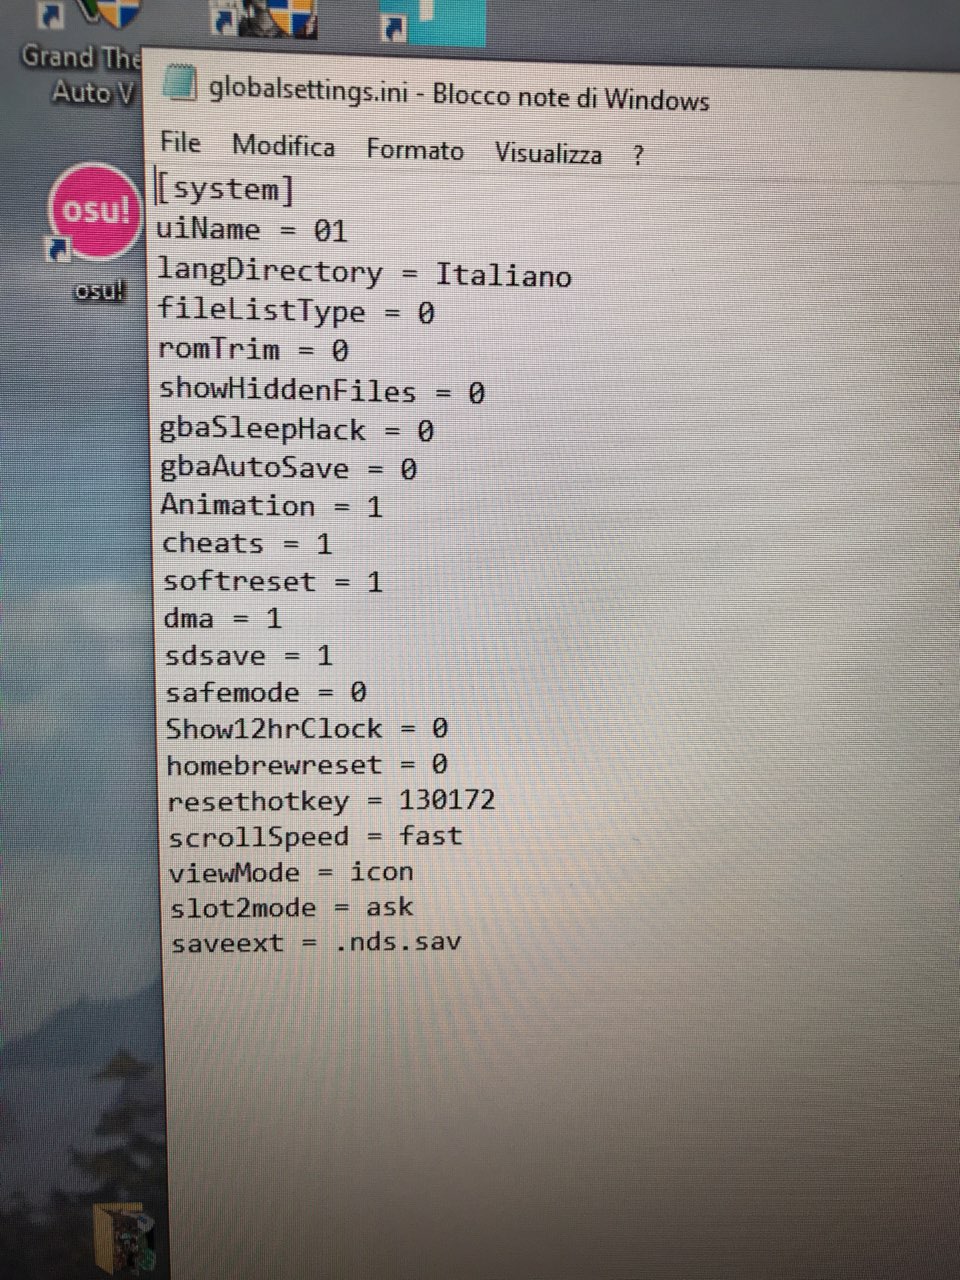 Grand The
Auto V
globalsettings.ini - Blocco note di Windows
File Modifica Formato Visualizza ?
osu!
osu!
[system]
uiName = 01
langDirectory = Italiano
fileListType = 0
romTrim = 0
showHiddenFiles = 0
gbaSleepHack = 0
gbaAutoSave = 0
Animation = 1
cheats = 1
softreset = 1
dma = 1
sdsave = 1
safemode = 0
Show12hrClock = 0
homebrewreset = 0
resethotkey = 130172
scrollSpeed = fast
viewMode = icon
slot2mode = ask
saveext = .nds.sav